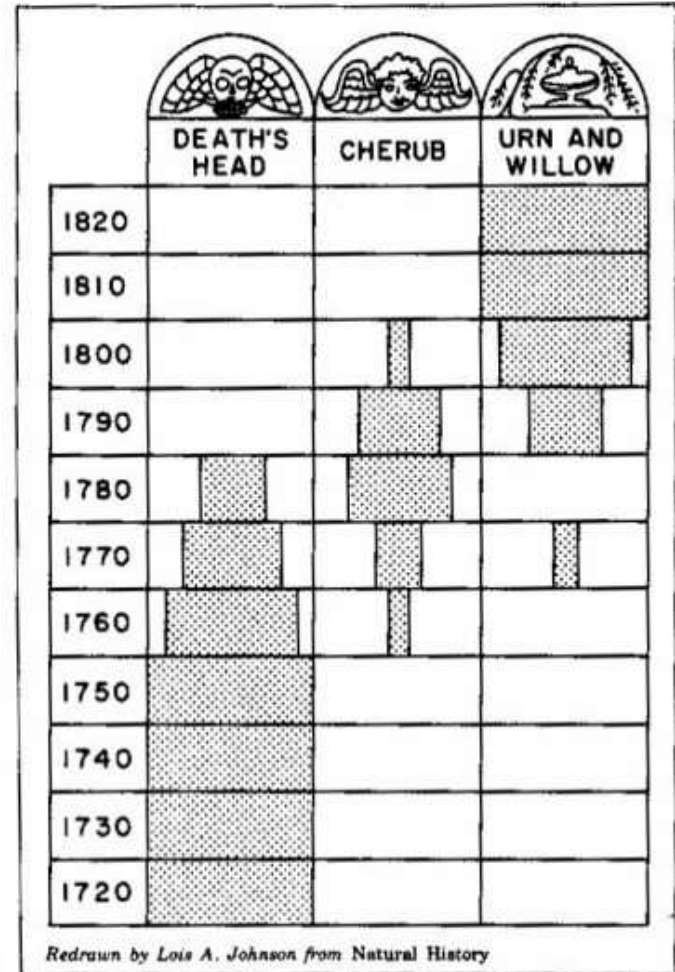 DEATH'S
HEAD
CHERUB
URN AND
WILLOW
1820
1810
1800
1790
1780
1770
1760
1750
1740
1730
1720
Redrawn by Lois A. Johnson from Natural History